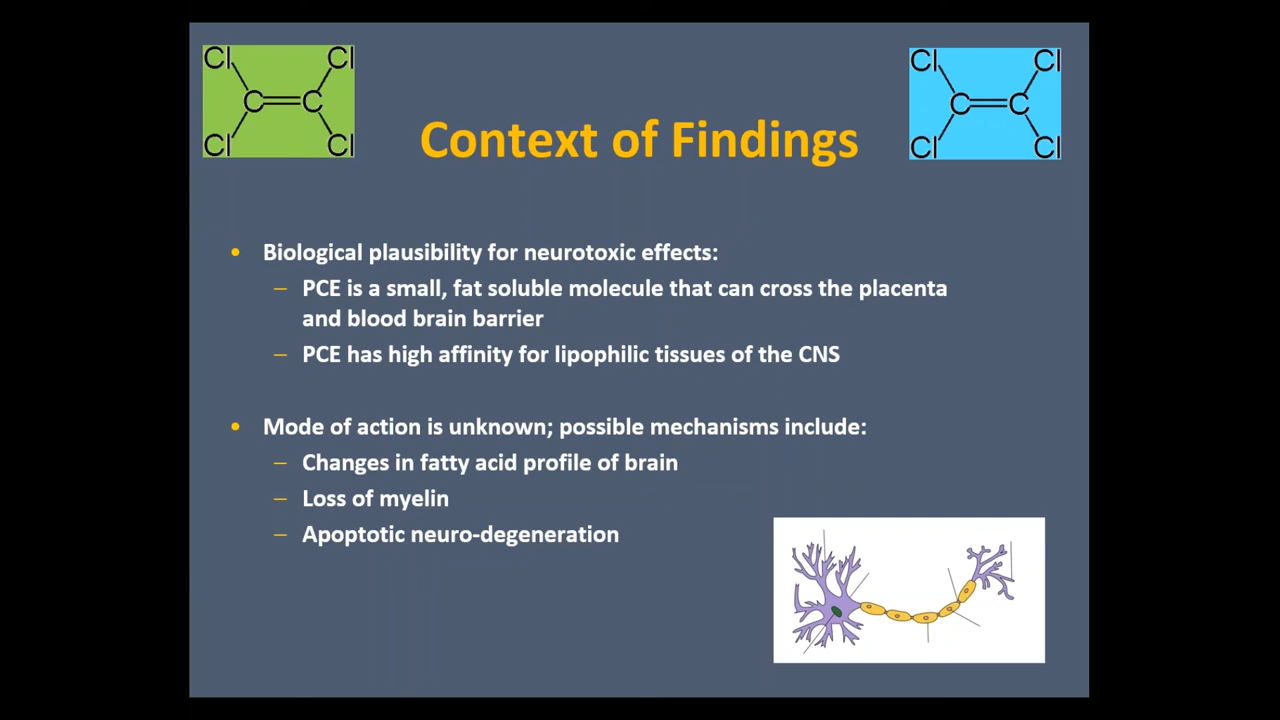 Cl Cl
C C
Cl Cl
Cl Cl
C C
Cl Cl
Context of Findings
• Biological plausibility for neurotoxic effects:
– PCE is a small, fat soluble molecule that can cross the placenta
and blood brain barrier
– PCE has high affinity for lipophilic tissues of the CNS
• Mode of action is unknown; possible mechanisms include:
– Changes in fatty acid profile of brain
– Loss of myelin
– Apoptotic neuro-degeneration